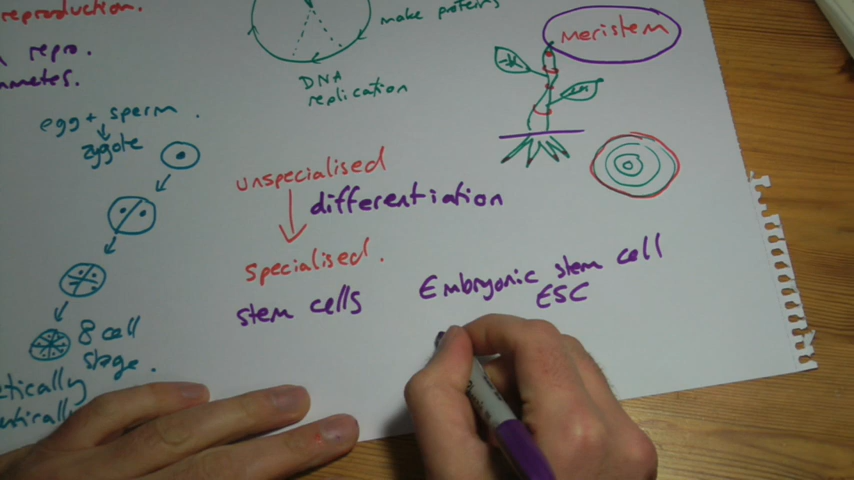 reproduction.
repro.
make proteins
DNA
replication
meristem
egg + sperm.
zygote
unspecialised
differentiation
specialised.
stem cells
Embryonic stem cell
ESC
8 cell
stage.